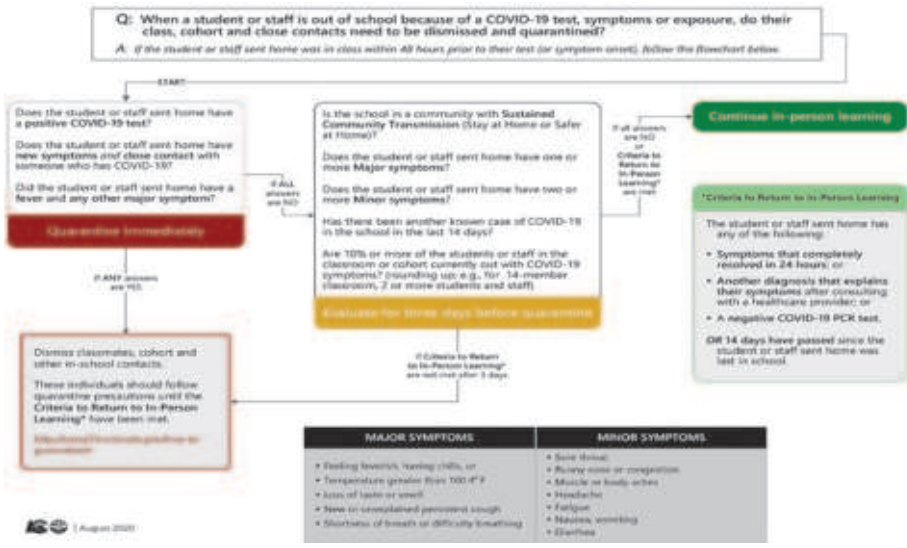 Q: When a student or staff is out of school because of a COVID-19 test, symptoms or exposure, do their
class, cohort and close contacts need to be dismissed and quarantined?
A: If the student or staff sent home was in class within 48 hours prior to their test (or symptom onset), follow the flowchart below.
START
Does the student or staff sent home have
a positive COVID-19 test?
Does the student or staff sent home have
new symptoms and close contact with
someone who has COVID-19?
Did the student or staff sent home have a
fever and any other major symptom?
Quarantine immediately
If ALL
answers
are NO
Is the school in a community with Sustained
Community Transmission (Stay at Home or Safer
at Home)?
Does the student or staff sent home have one or
more Major symptoms?
Does the student or staff sent home have two or
more Minor symptoms?
Has there been another known case of COVID-19
in the school in the last 14 days?
Are 10% or more of the students or staff in the
classroom or cohort currently out with COVID-19
symptoms? (rounding up: e.g., for 14-member
classroom, 2 or more students and staff)
Evaluate for three days before quarantine
If all answers
are NO
or
Criteria to
Return to
In-Person
Learning*
are met
Continue in-person learning
*Criteria to Return to In-Person Learning
The student or staff sent home has
any of the following:
• Symptoms that completely
resolved in 24 hours; or
• Another diagnosis that explains
their symptoms after consulting
with a healthcare provider; or
• A negative COVID-19 PCR test.
OR 14 days have passed since the
student or staff sent home was
last in school.
If ANY answers
are YES
If Criteria to Return
to In-Person Learning*
are not met after 3 days
Dismiss classmates, cohort and
other in-school contacts.
These individuals should follow
quarantine precautions until the
Criteria to Return to In-Person
Learning* have been met.
MAJOR SYMPTOMS
• Feeling feverish, having chills, or
• Temperature greater than 100.4°F
• Loss of taste or smell
• New or unexplained persistent cough
• Shortness of breath or difficulty breathing
MINOR SYMPTOMS
• Sore throat
• Runny nose or congestion
• Muscle or body aches
• Headache
• Fatigue
• Nausea, vomiting
• Diarrhea
| August 2020